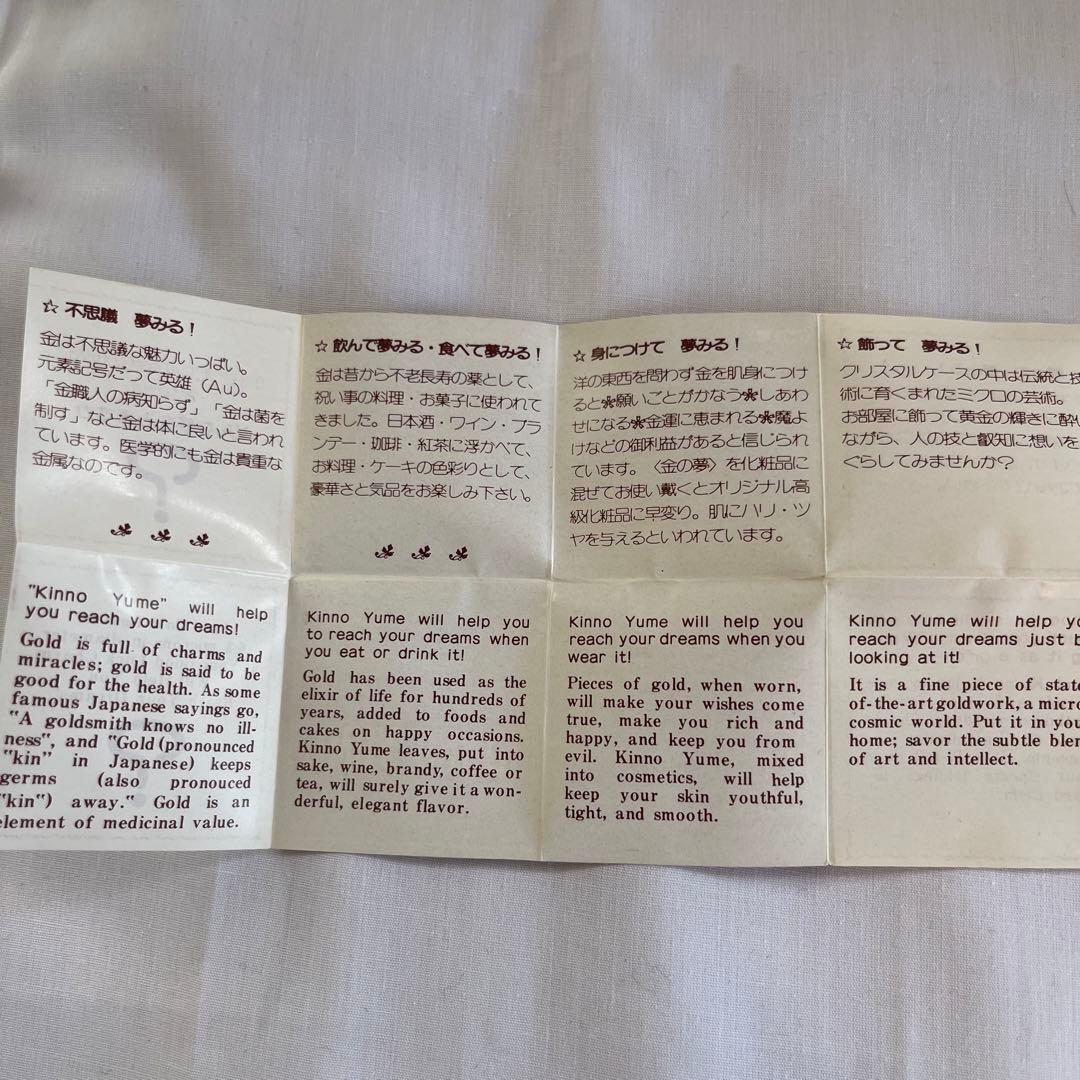 ☆ 不思議 夢みる!
金は不思議な魅力いっぱい。
元素記号だって英雄(Au)。
「金職人の病知らず」「金は菌を
制す」など金は体に良いと言われ
ています。医学的にも金は貴重な
金属なのです。
☆ 飲んで夢みる・食べて夢みる!
金は昔から不老長寿の薬として、
祝い事の料理・お菓子に使われて
きました。日本酒・ワイン・ブラ
ンデー・珈琲・紅茶に浮かべて、
お料理・ケーキの色彩りとして、
豪華さと気品をお楽しみ下さい。
☆ 身につけて 夢みる!
洋の東西を問わず金を肌身につけ
ると❀願いごとがかなう❀しあわ
せになる❀金運に恵まれる❀魔よ
けなどの御利益があると信じられ
ています。〈金の夢〉を化粧品に
混ぜてお使い戴くとオリジナル高
級化粧品に早変り。肌にハリ・ツ
ヤを与えるといわれています。
☆ 飾って 夢みる!
クリスタルケースの中は伝統と技
術に育くまれたミクロの芸術。
お部屋に飾って黄金の輝きに酔い
ながら、人の技と叡知に想いを
ぐらしてみませんか?
"Kinno Yume" will help
you reach your dreams!
Gold is full of charms and
miracles; gold is said to be
good for the health. As some
famous Japanese sayings go,
"A goldsmith knows no ill-
ness", and "Gold (pronounced
"kin" in Japanese) keeps
germs (also pronouced
"kin") away." Gold is an
element of medicinal value.
Kinno Yume will help you
to reach your dreams when
you eat or drink it!
Gold has been used as the
elixir of life for hundreds of
years, added to foods and
cakes on happy occasions.
Kinno Yume leaves, put into
sake, wine, brandy, coffee or
tea, will surely give it a won-
derful, elegant flavor.
Kinno Yume will help you
reach your dreams when you
wear it!
Pieces of gold, when worn,
will make your wishes come
true, make you rich and
happy, and keep you from
evil. Kinno Yume, mixed
into cosmetics, will help
keep your skin youthful,
tight, and smooth.
Kinno Yume will help yo
reach your dreams just b
looking at it!
It is a fine piece of state
of-the-art goldwork, a micro
cosmic world. Put it in you
home; savor the subtle blen
of art and intellect.